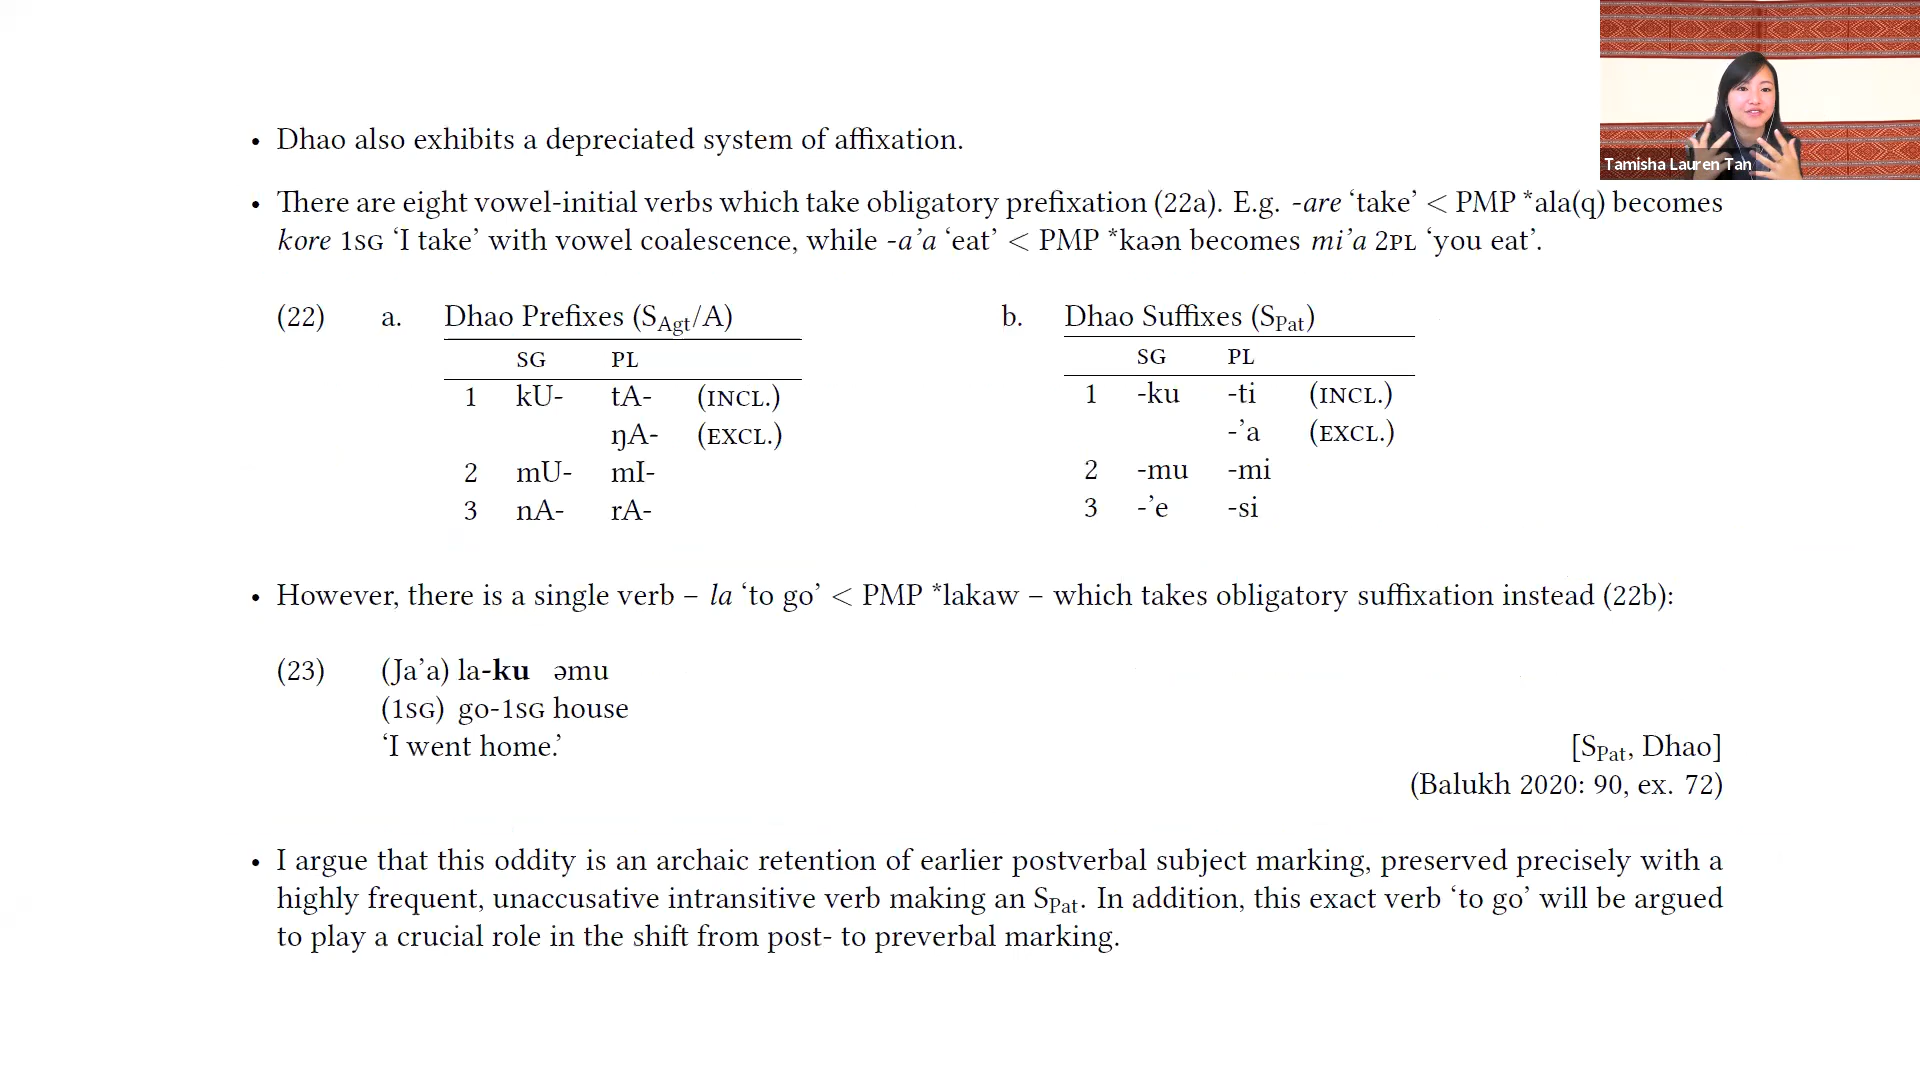 Tamisha Lauren Tan
• Dhao also exhibits a depreciated system of affixation.
• There are eight vowel-initial verbs which take obligatory prefixation (22a). E.g. -are ‘take’ < PMP *ala(q) becomes
kore 1SG ‘I take’ with vowel coalescence, while -a’a ‘eat’ < PMP *kaən becomes mi’a 2PL ‘you eat’.
(22) a. Dhao Prefixes (SAgt/A)
SG PL
1 kU- tA- (INCL.)
ŋA- (EXCL.)
2 mU- mI-
3 nA- rA-
b. Dhao Suffixes (SPat)
SG PL
1 -ku -ti (INCL.)
-’a (EXCL.)
2 -mu -mi
3 -’e -si
• However, there is a single verb – la ‘to go’ < PMP *lakaw – which takes obligatory suffixation instead (22b):
(23) (Ja’a) la-ku əmu
(1SG) go-1SG house
‘I went home.’
[SPat, Dhao]
(Balukh 2020: 90, ex. 72)
• I argue that this oddity is an archaic retention of earlier postverbal subject marking, preserved precisely with a
highly frequent, unaccusative intransitive verb making an SPat. In addition, this exact verb ‘to go’ will be argued
to play a crucial role in the shift from post- to preverbal marking.